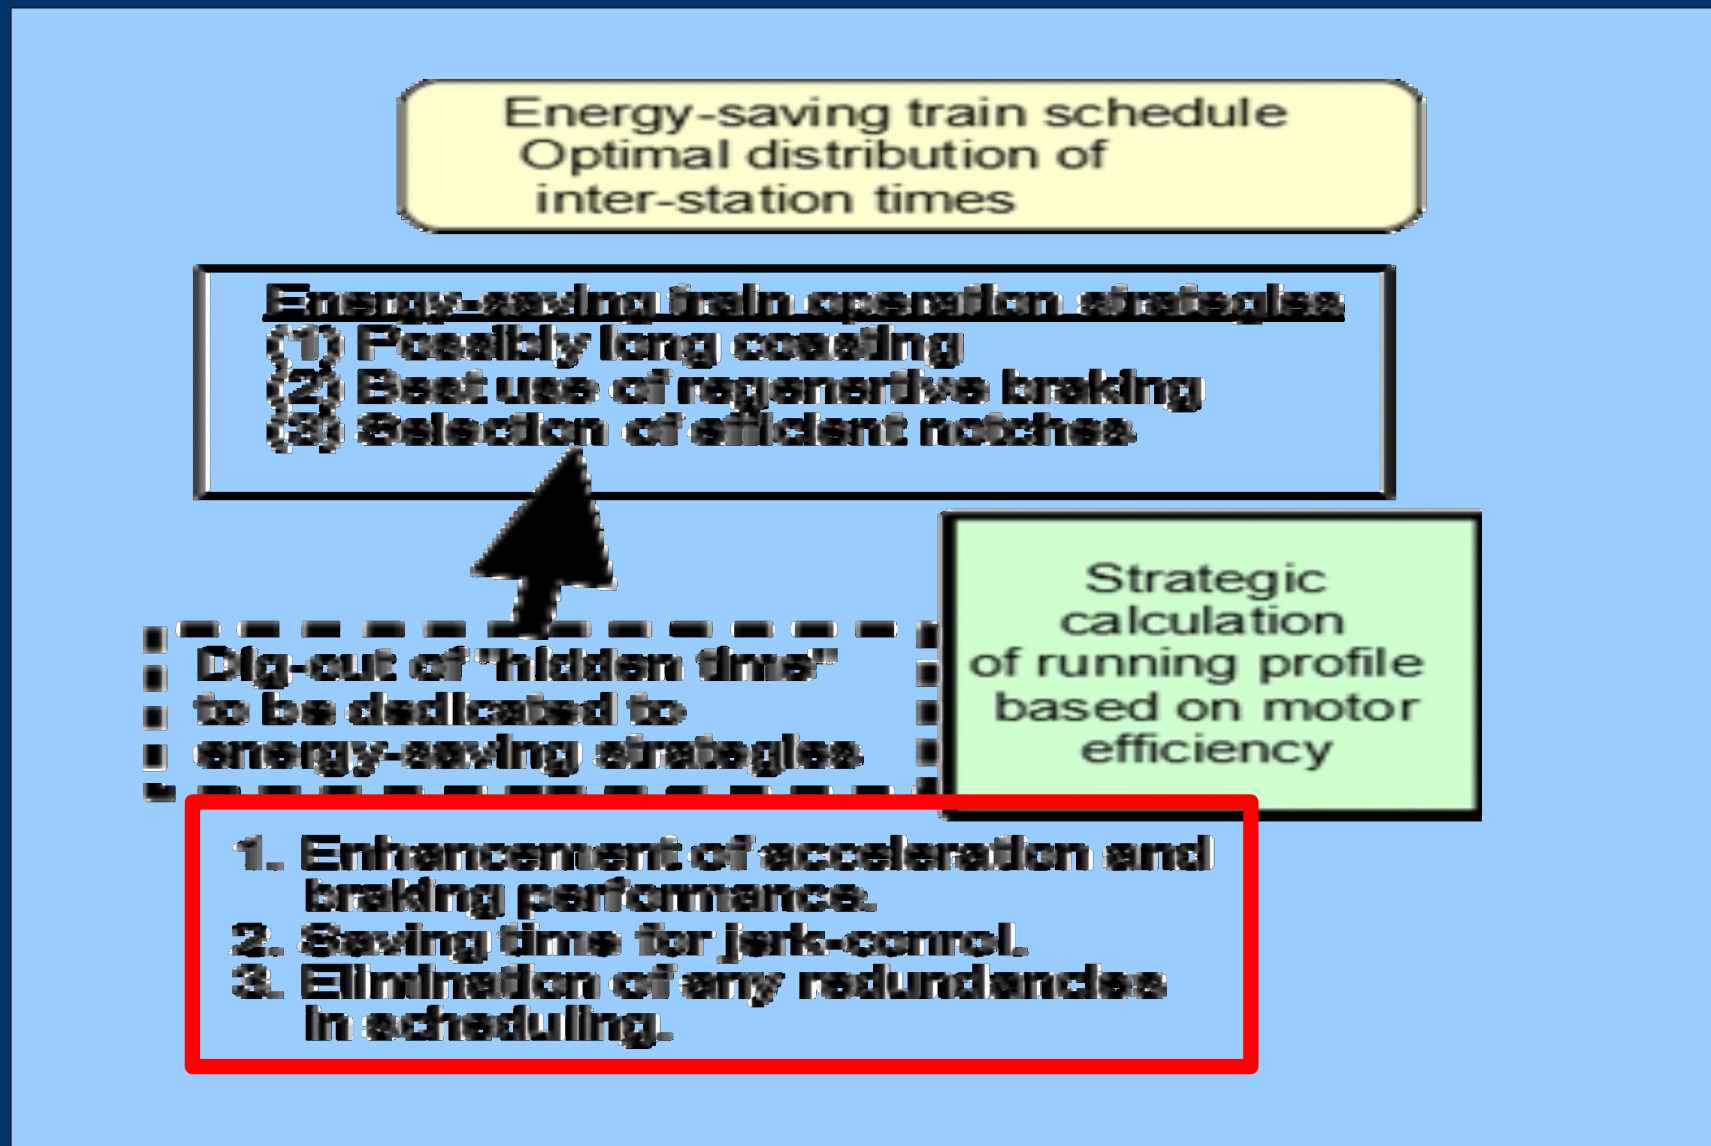 Energy-saving train schedule
Optimal distribution of
inter-station times
Energy-saving train operation strategies
(1) Possibly long coasting
(2) Best use of regenertive braking
(3) Selection of efficient notches
Dig-out of "hidden time"
to be dedicated to
energy-saving strategies
Strategic
calculation
of running profile
based on motor
efficiency
1. Enhancement of acceleration and
braking performance.
2. Saving time for jerk-conrol.
3. Elimination of any redundancies
in scheduling.